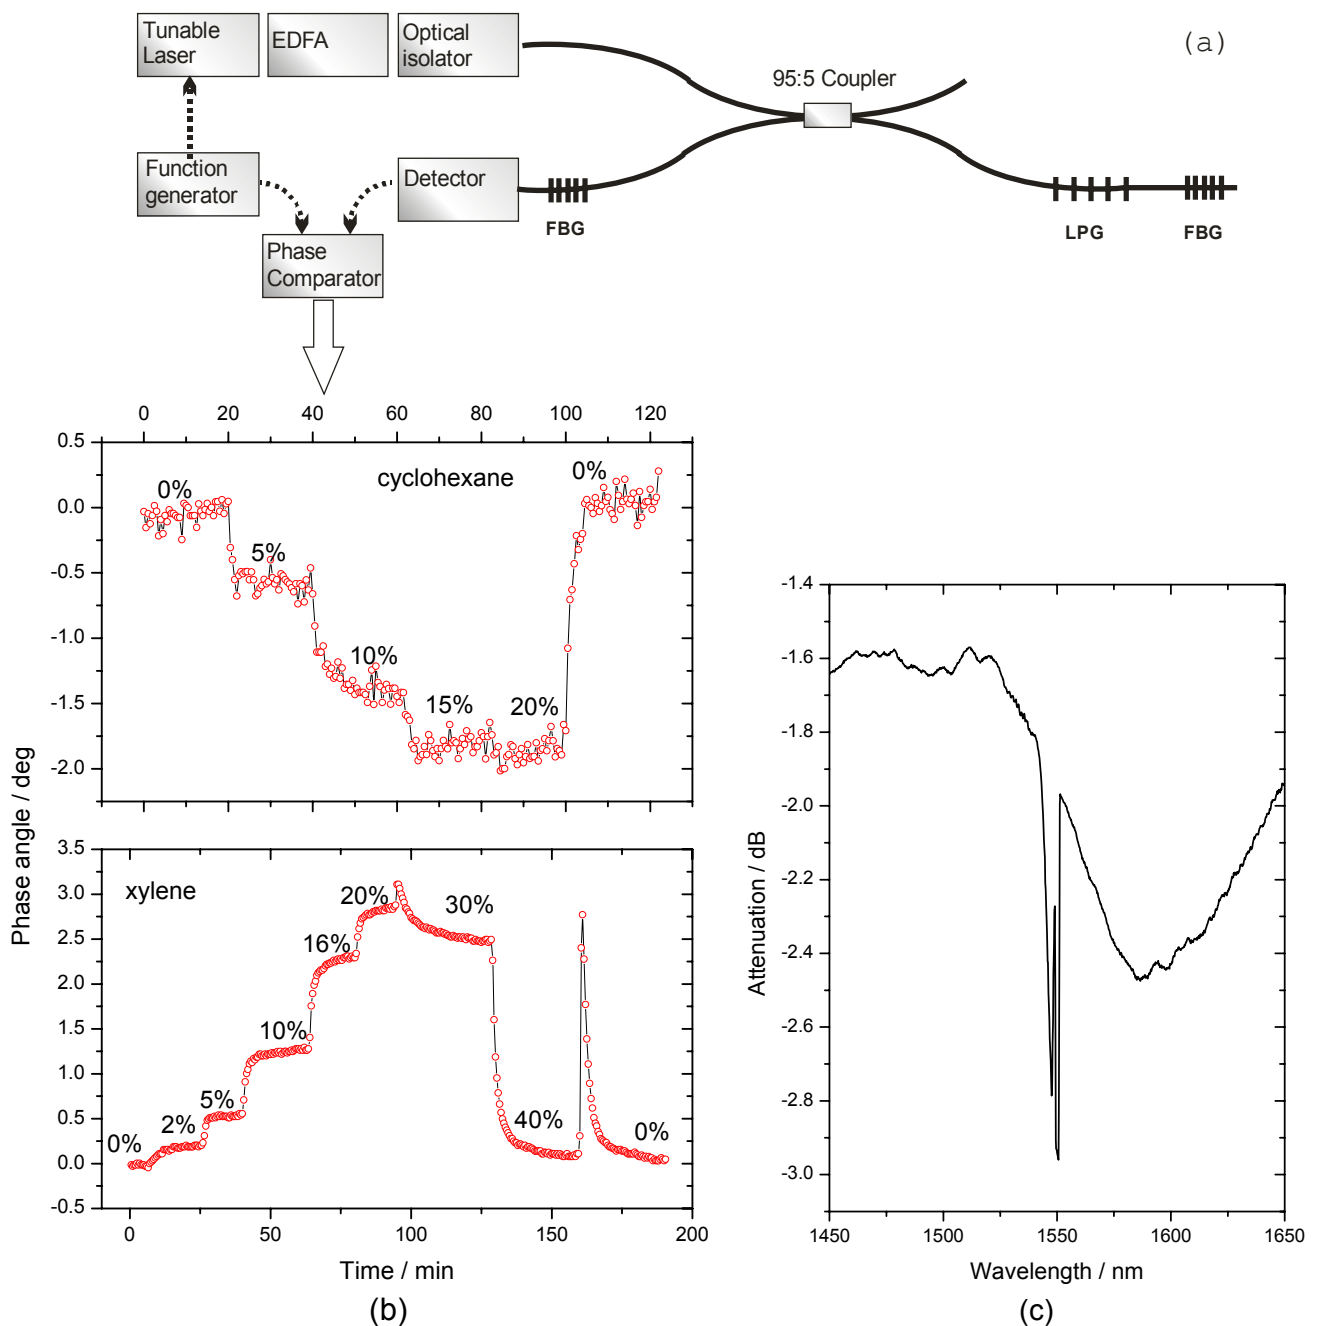 Tunable
Laser
EDFA
Optical
isolator
(a)
95:5 Coupler
Function
generator
Detector
FBG
LPG
FBG
Phase
Comparator
0 20 40 60 80 100 120
0.5
0.0
-0.5
-1.0
-1.5
-2.0
cyclohexane
0%
5%
10%
15%
20%
0%
Phase angle / deg
3.5
3.0
2.5
2.0
1.5
1.0
0.5
0.0
-0.5
xylene
0%
2%
5%
10%
16%
20%
30%
40%
0%
0 50 100 150 200
Time / min
(b)
-1.4
-1.6
-1.8
-2.0
-2.2
-2.4
-2.6
-2.8
-3.0
Attenuation / dB
1450 1500 1550 1600 1650
Wavelength / nm
(c)